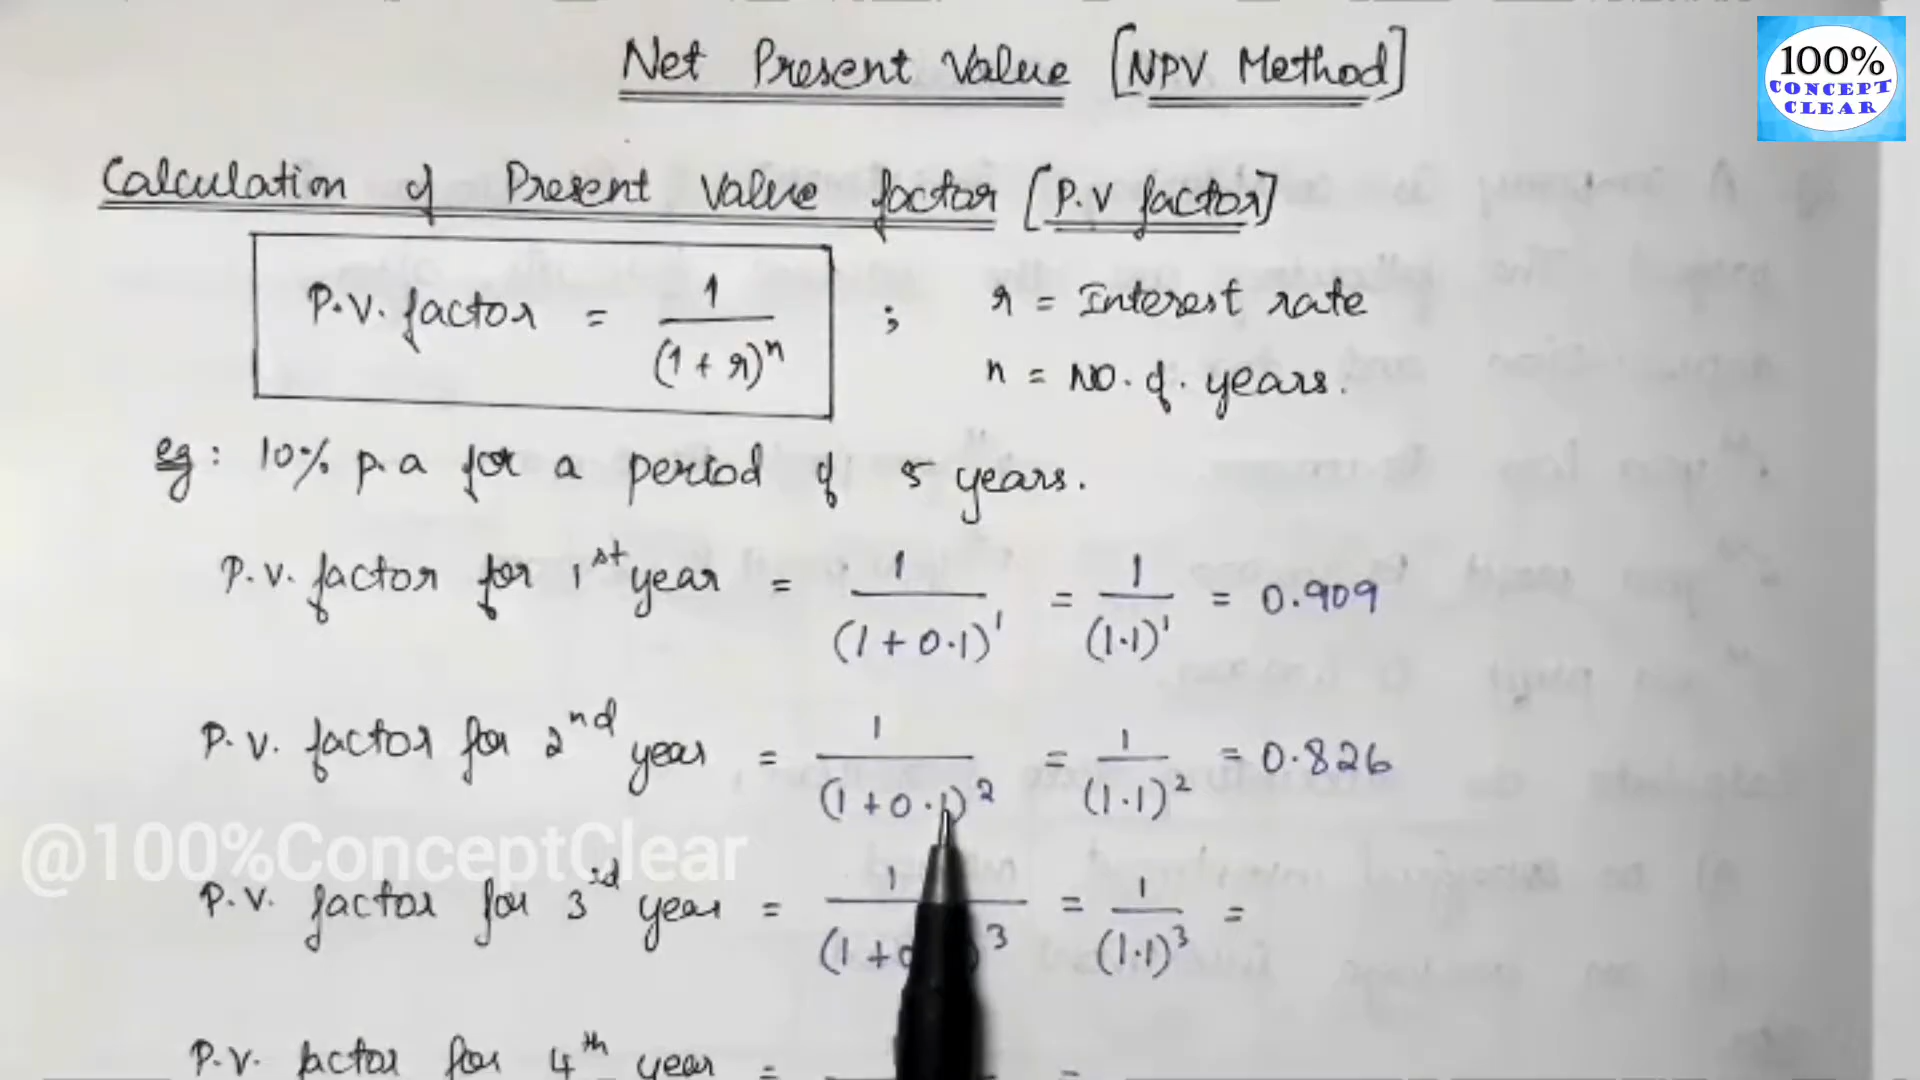 Net Present Value [NPV Method]
100%
CONCEPT
CLEAR
Calculation of Present Value factor [P.V factor]
P.V. factor = 1/(1 + r)^n ; r = Interest rate
n = NO. of. years.
eg: 10% p.a for a period of 5 years.
P.V. factor for 1st year = 1/(1 + 0.1)^1 = 1/(1.1)^1 = 0.909
P.V. factor for 2nd year = 1/(1 + 0.1)^2 = 1/(1.1)^2 = 0.826
@100%ConceptClear
P.V. factor for 3rd year = 1/(1 + 0 )^3 = 1/(1.1)^3 =
P.V. factor for 4th year = =